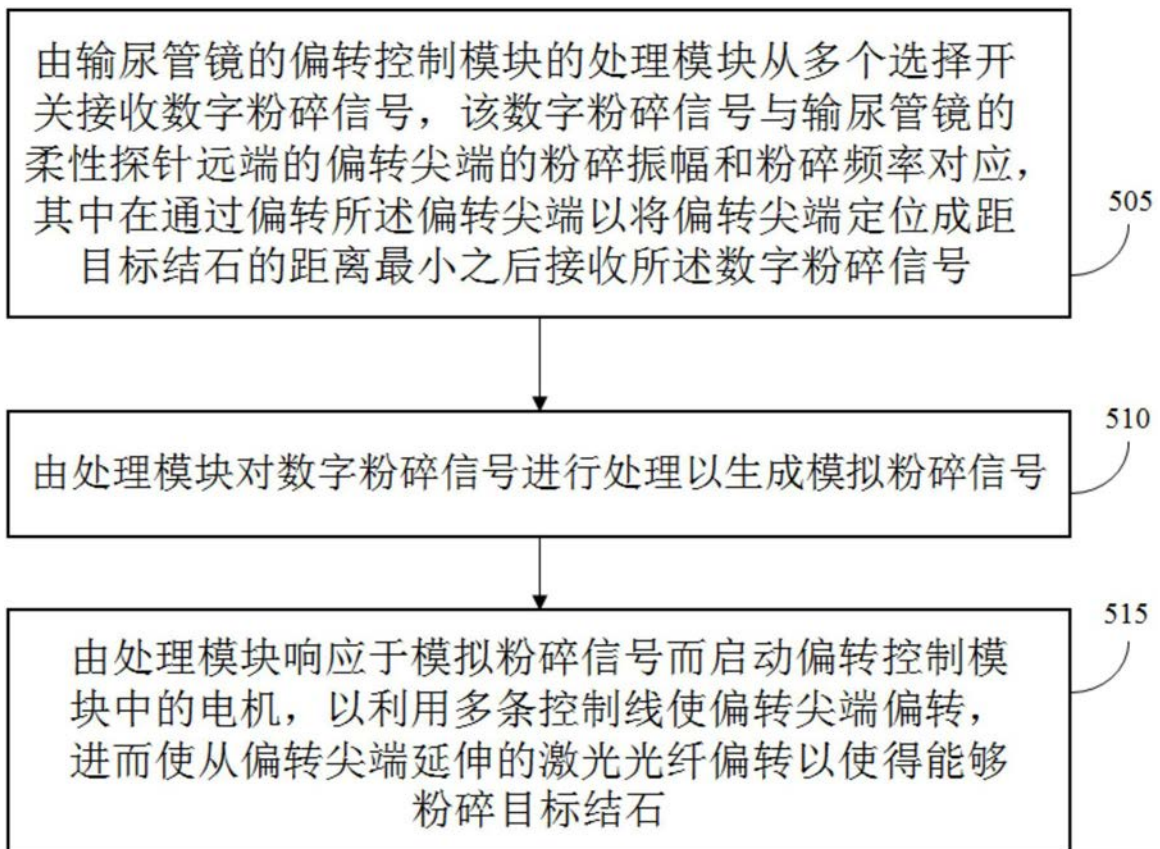 由输尿管镜的偏转控制模块的处理模块从多个选择开
关接收数字粉碎信号，该数字粉碎信号与输尿管镜的
柔性探针远端的偏转尖端的粉碎振幅和粉碎频率对应，
其中在通过偏转所述偏转尖端以将偏转尖端定位成距
目标结石的距离最小之后接收所述数字粉碎信号
505
510
由处理模块对数字粉碎信号进行处理以生成模拟粉碎信号
515
由处理模块响应于模拟粉碎信号而启动偏转控制模
块中的电机，以利用多条控制线使偏转尖端偏转，
进而使从偏转尖端延伸的激光光纤偏转以使得能够
粉碎目标结石